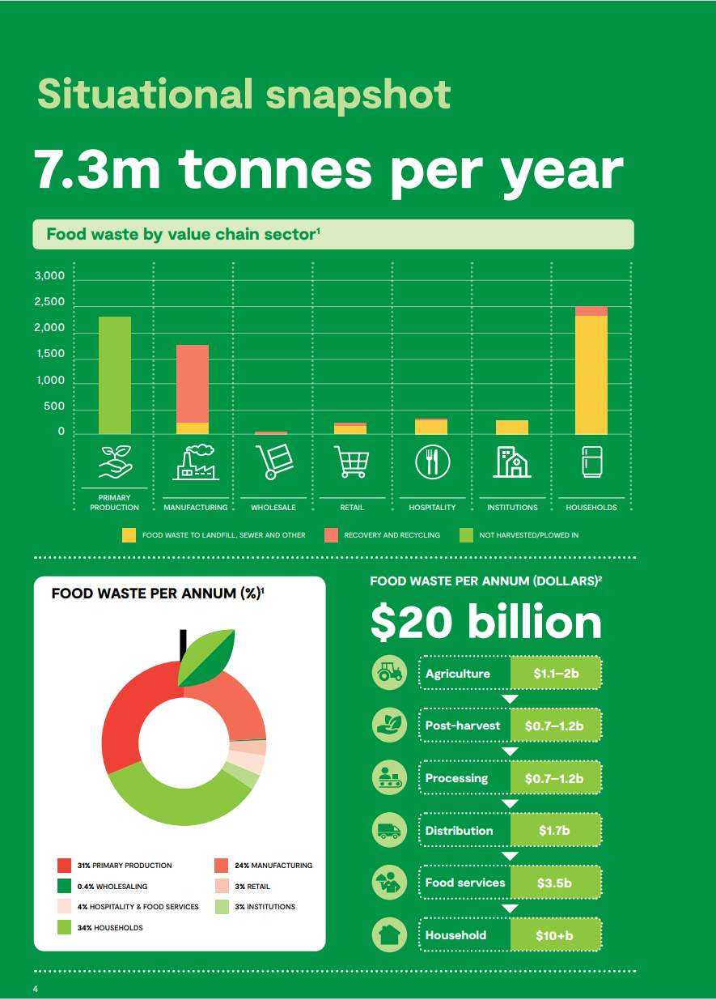 Situational snapshot
7.3m tonnes per year
Food waste by value chain sector¹
3,000
2,500
2,000
1,500
1,000
500
0
PRIMARY
PRODUCTION
MANUFACTURING
WHOLESALE
RETAIL
HOSPITALITY
INSTITUTIONS
HOUSEHOLDS
FOOD WASTE TO LANDFILL, SEWER AND OTHER
RECOVERY AND RECYCLING
NOT HARVESTED/PLOWED IN
FOOD WASTE PER ANNUM (%)¹
31% PRIMARY PRODUCTION
24% MANUFACTURING
0.4% WHOLESALING
3% RETAIL
4% HOSPITALITY & FOOD SERVICES
3% INSTITUTIONS
34% HOUSEHOLDS
FOOD WASTE PER ANNUM (DOLLARS)²
$20 billion
Agriculture $1.1–2b
Post-harvest $0.7–1.2b
Processing $0.7–1.2b
Distribution $1.7b
Food services $3.5b
Household $10+b
4